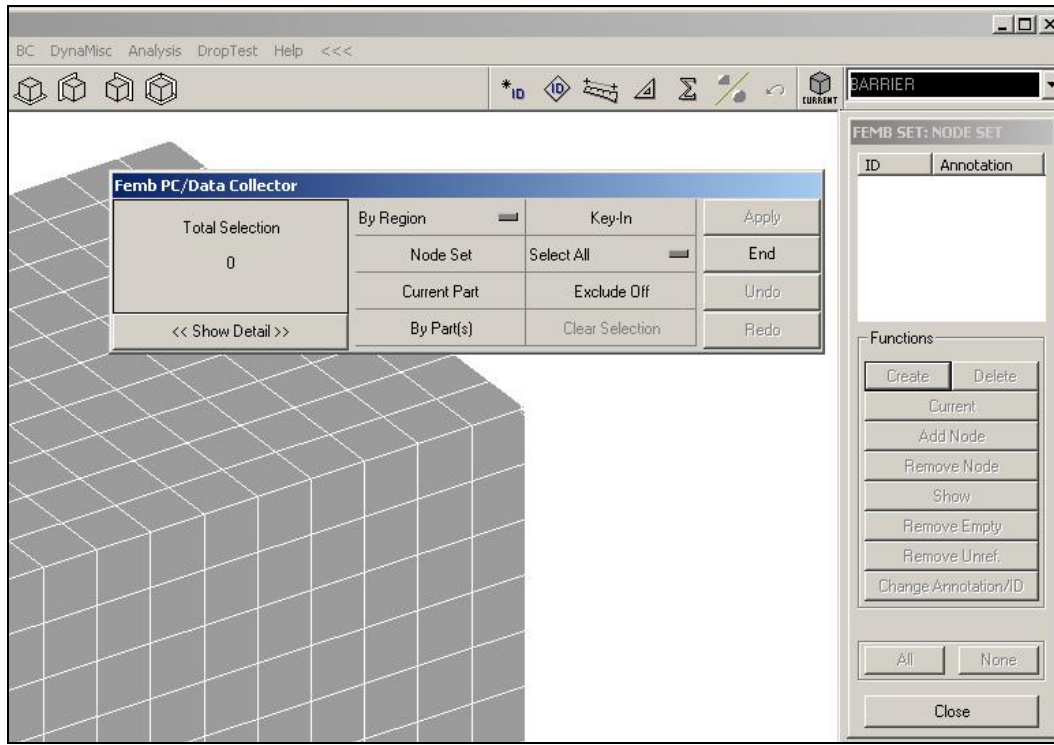 BC DynaMisc Analysis DropTest Help <<<
*ID ID CURRENT BARRIER
FEMB SET: NODE SET
ID Annotation
Femb PC/Data Collector
Total Selection
0
<< Show Detail >>
By Region Key-In Apply
Node Set Select All End
Current Part Exclude Off Undo
By Part(s) Clear Selection Redo
Functions
Create Delete
Current
Add Node
Remove Node
Show
Remove Empty
Remove Unref.
Change Annotation/ID
All None
Close